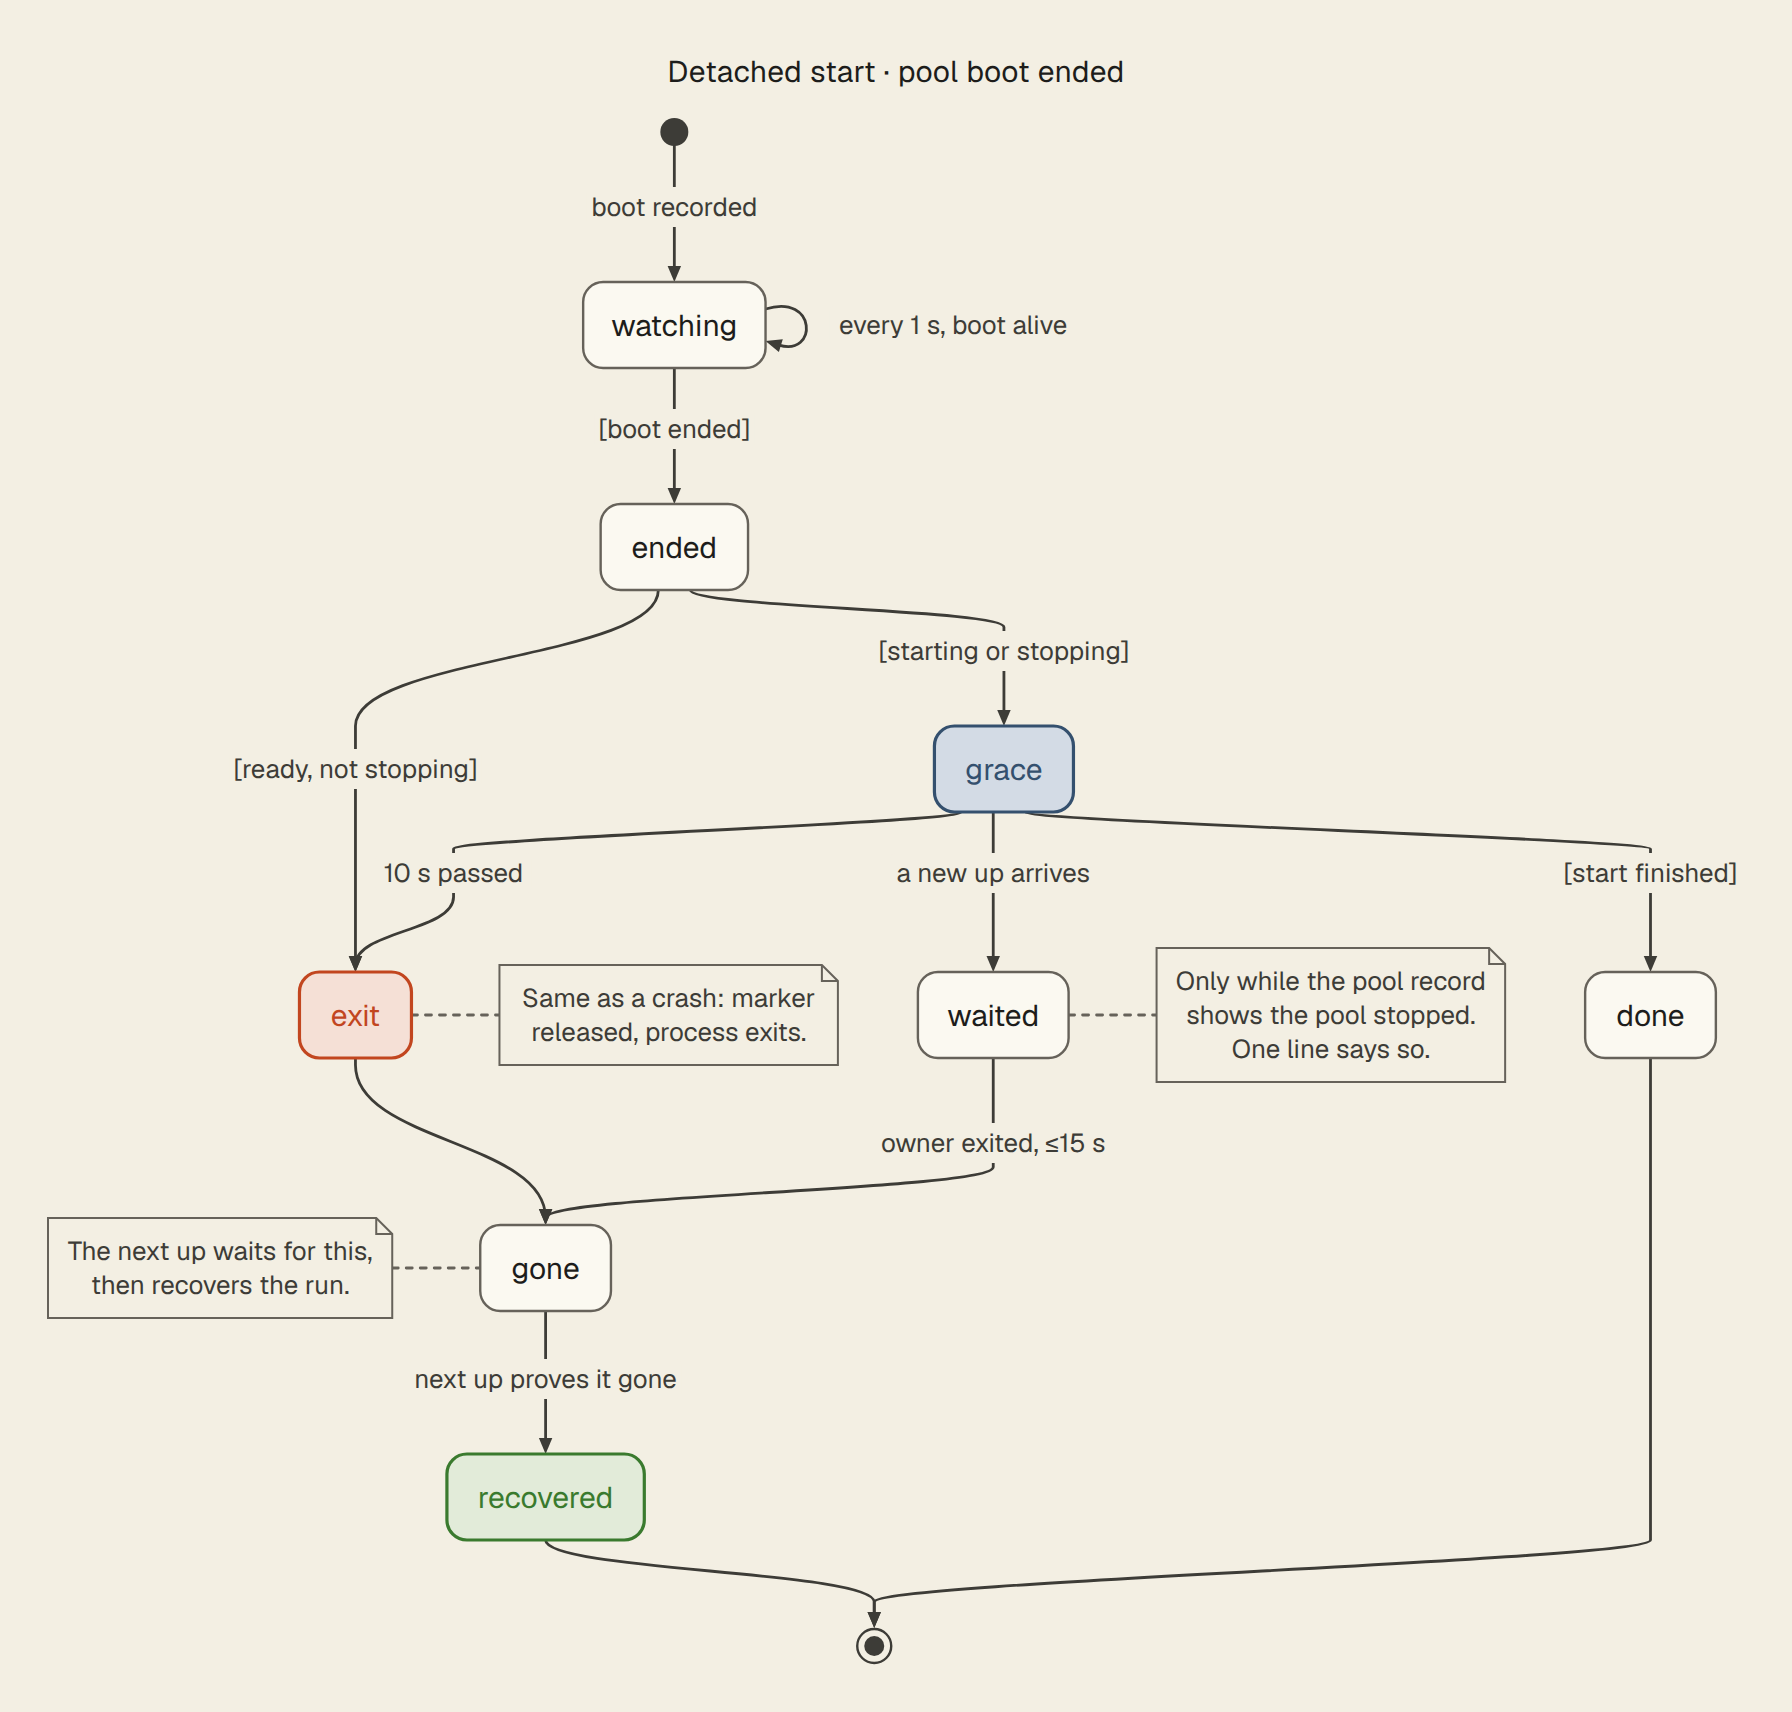 Detached start · pool boot ended
boot recorded
watching
every 1 s, boot alive
[boot ended]
ended
[starting or stopping]
[ready, not stopping]
grace
10 s passed
a new up arrives
[start finished]
exit
Same as a crash: marker
released, process exits.
waited
Only while the pool record
shows the pool stopped.
One line says so.
done
owner exited, ≤15 s
The next up waits for this,
then recovers the run.
gone
next up proves it gone
recovered